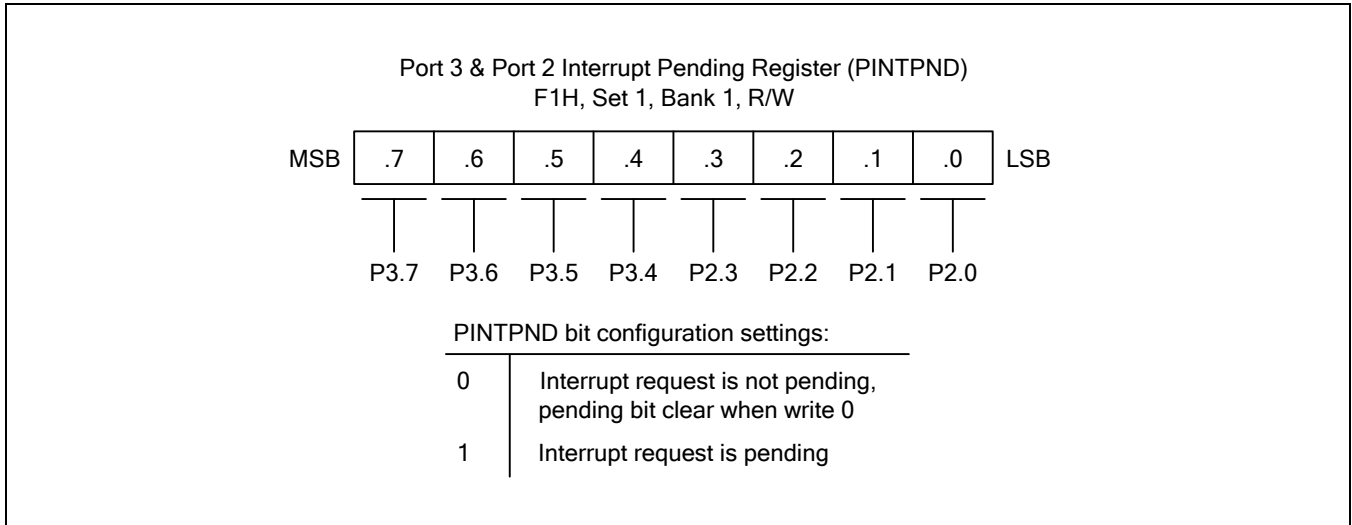 Port 3 & Port 2 Interrupt Pending Register (PINTPND)
F1H, Set 1, Bank 1, R/W
MSB .7 .6 .5 .4 .3 .2 .1 .0 LSB
P3.7 P3.6 P3.5 P3.4 P2.3 P2.2 P2.1 P2.0
PINTPND bit configuration settings:
0 Interrupt request is not pending,
pending bit clear when write 0
1 Interrupt request is pending